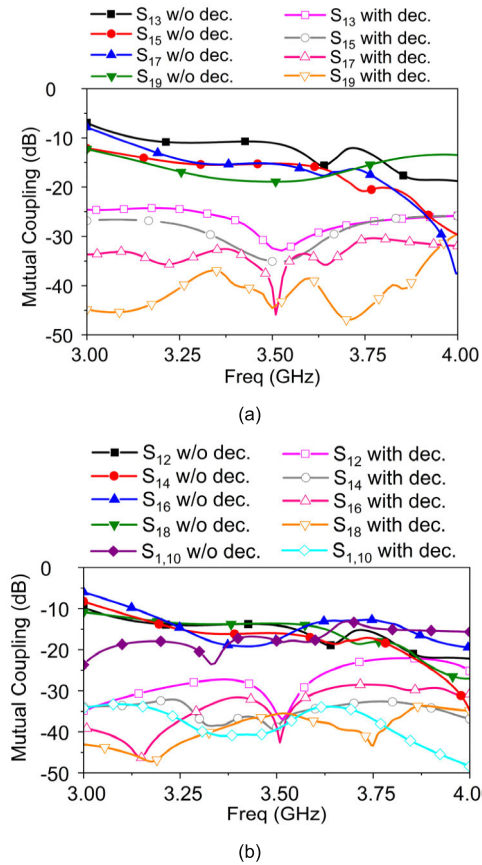 S13 w/o dec. S13 with dec.
S15 w/o dec. S15 with dec.
S17 w/o dec. S17 with dec.
S19 w/o dec. S19 with dec.
0
-10
-20
-30
-40
-50
Mutual Coupling (dB)
3.00 3.25 3.50 3.75 4.00
Freq (GHz)
(a)
S12 w/o dec. S12 with dec.
S14 w/o dec. S14 with dec.
S16 w/o dec. S16 with dec.
S18 w/o dec. S18 with dec.
S1,10 w/o dec. S1,10 with dec.
0
-10
-20
-30
-40
-50
Mutual Coupling (dB)
3.00 3.25 3.50 3.75 4.00
Freq (GHz)
(b)